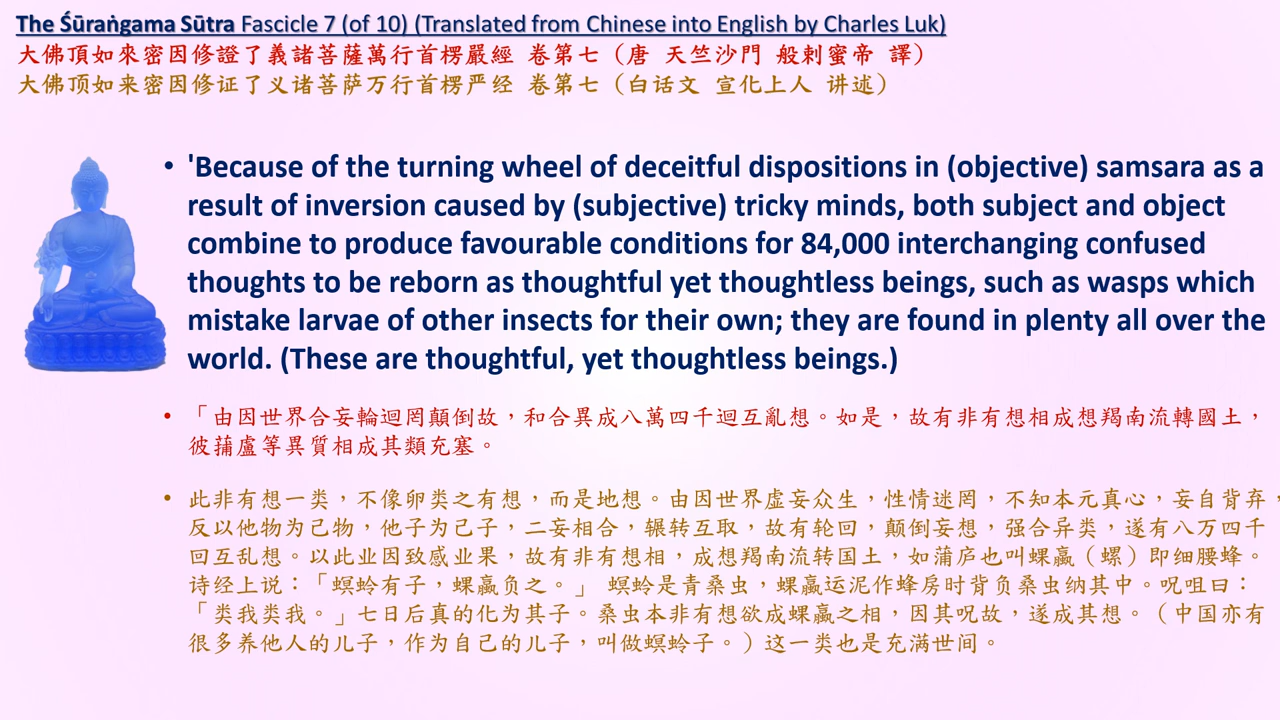 The Śūraṅgama Sūtra Fascicle 7 (of 10) (Translated from Chinese into English by Charles Luk)
大佛頂如來密因修證了義諸菩薩萬行首楞嚴經 卷第七（唐 天竺沙門 般剌蜜帝 譯）
大佛顶如来密因修证了义诸菩萨万行首楞严经 卷第七（白话文 宣化上人 讲述）
• 'Because of the turning wheel of deceitful dispositions in (objective) samsara as a
result of inversion caused by (subjective) tricky minds, both subject and object
combine to produce favourable conditions for 84,000 interchanging confused
thoughts to be reborn as thoughtful yet thoughtless beings, such as wasps which
mistake larvae of other insects for their own; they are found in plenty all over the
world. (These are thoughtful, yet thoughtless beings.)
• 「由因世界合妄輪迴罔顛倒故，和合異成八萬四千迴互亂想。如是，故有非有想相成想羯南流轉國土，
彼蒱盧等異質相成其類充塞。
• 此非有想一类，不像卵类之有想，而是地想。由因世界虚妄众生，性情迷罔，不知本元真心，妄自背弃，
反以他物为己物，他子为己子，二妄相合，辗转互取，故有轮回，颠倒妄想，强合异类，遂有八万四千
回互乱想。以此业因致感业果，故有非有想相，成想羯南流转国土，如蒲庐也叫蜾蠃（螺）即细腰蜂。
诗经上说：「螟蛉有子，蜾蠃负之。」 螟蛉是青桑虫，蜾蠃运泥作蜂房时背负桑虫纳其中。呪咀曰：
「类我类我。」七日后真的化为其子。桑虫本非有想欲成蜾蠃之相，因其呪故，遂成其想。（中国亦有
很多养他人的儿子，作为自己的儿子，叫做螟蛉子。）这一类也是充满世间。